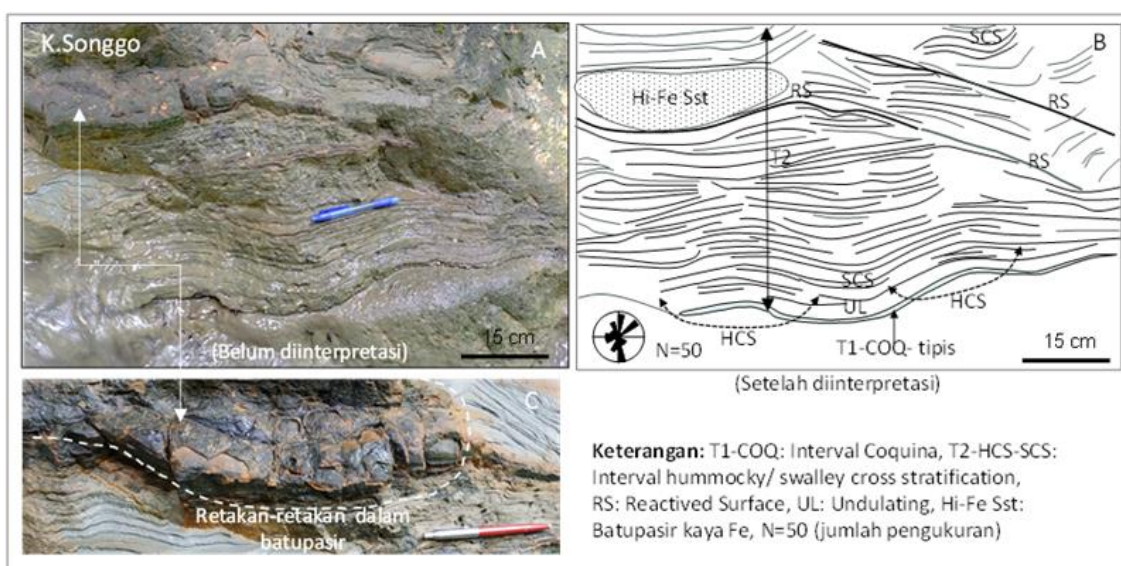 K.Songgo
A
(Belum diinterpretasi)
15 cm
B
SCS
Hi-Fe Sst
RS
RS
T2
RS
SCS
HCS
UL
HCS
N=50
T1-COQ- tipis
15 cm
(Setelah diinterpretasi)
C
Retakan-retakan dalam
batupasir
Keterangan: T1-COQ: Interval Coquina, T2-HCS-SCS:
Interval hummocky/ swalley cross stratification,
RS: Reactived Surface, UL: Undulating, Hi-Fe Sst:
Batupasir kaya Fe, N=50 (jumlah pengukuran)